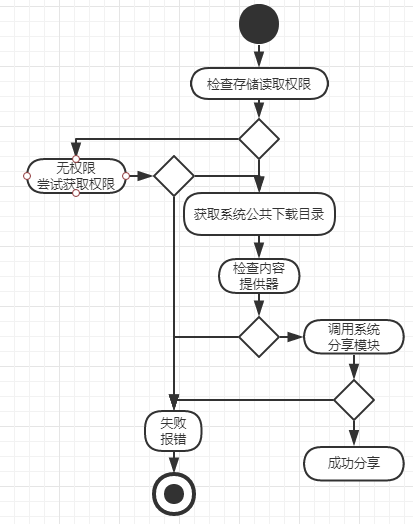 检查存储读取权限
无权限
尝试获取权限
获取系统公共下载目录
检查内容
提供器
调用系统
分享模块
失败
报错
成功分享